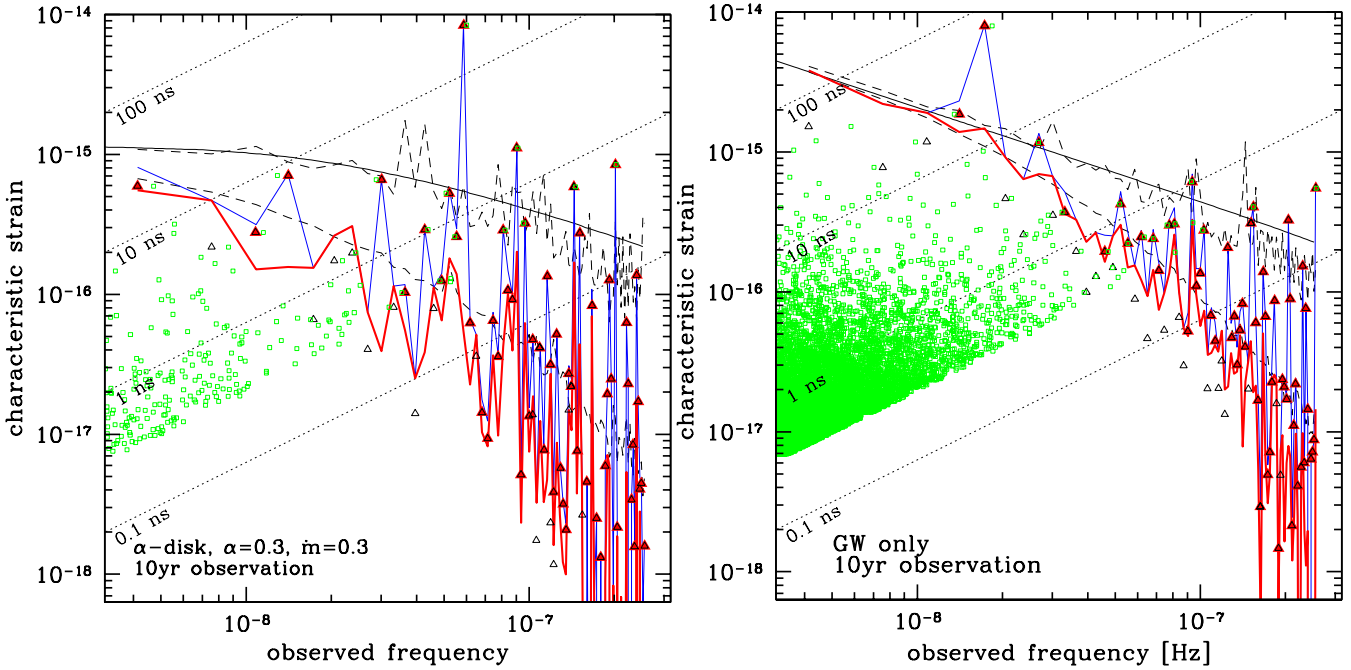 10⁻¹⁴
10⁻¹⁵
10⁻¹⁶
10⁻¹⁷
10⁻¹⁸
characteristic strain
100 ns
10 ns
1 ns
0.1 ns
α-disk, α=0.3, ṁ=0.3
10yr observation
10⁻⁸
10⁻⁷
observed frequency
10⁻¹⁴
10⁻¹⁵
10⁻¹⁶
10⁻¹⁷
10⁻¹⁸
characteristic strain
100 ns
10 ns
1 ns
0.1 ns
GW only
10yr observation
10⁻⁸
10⁻⁷
observed frequency [Hz]